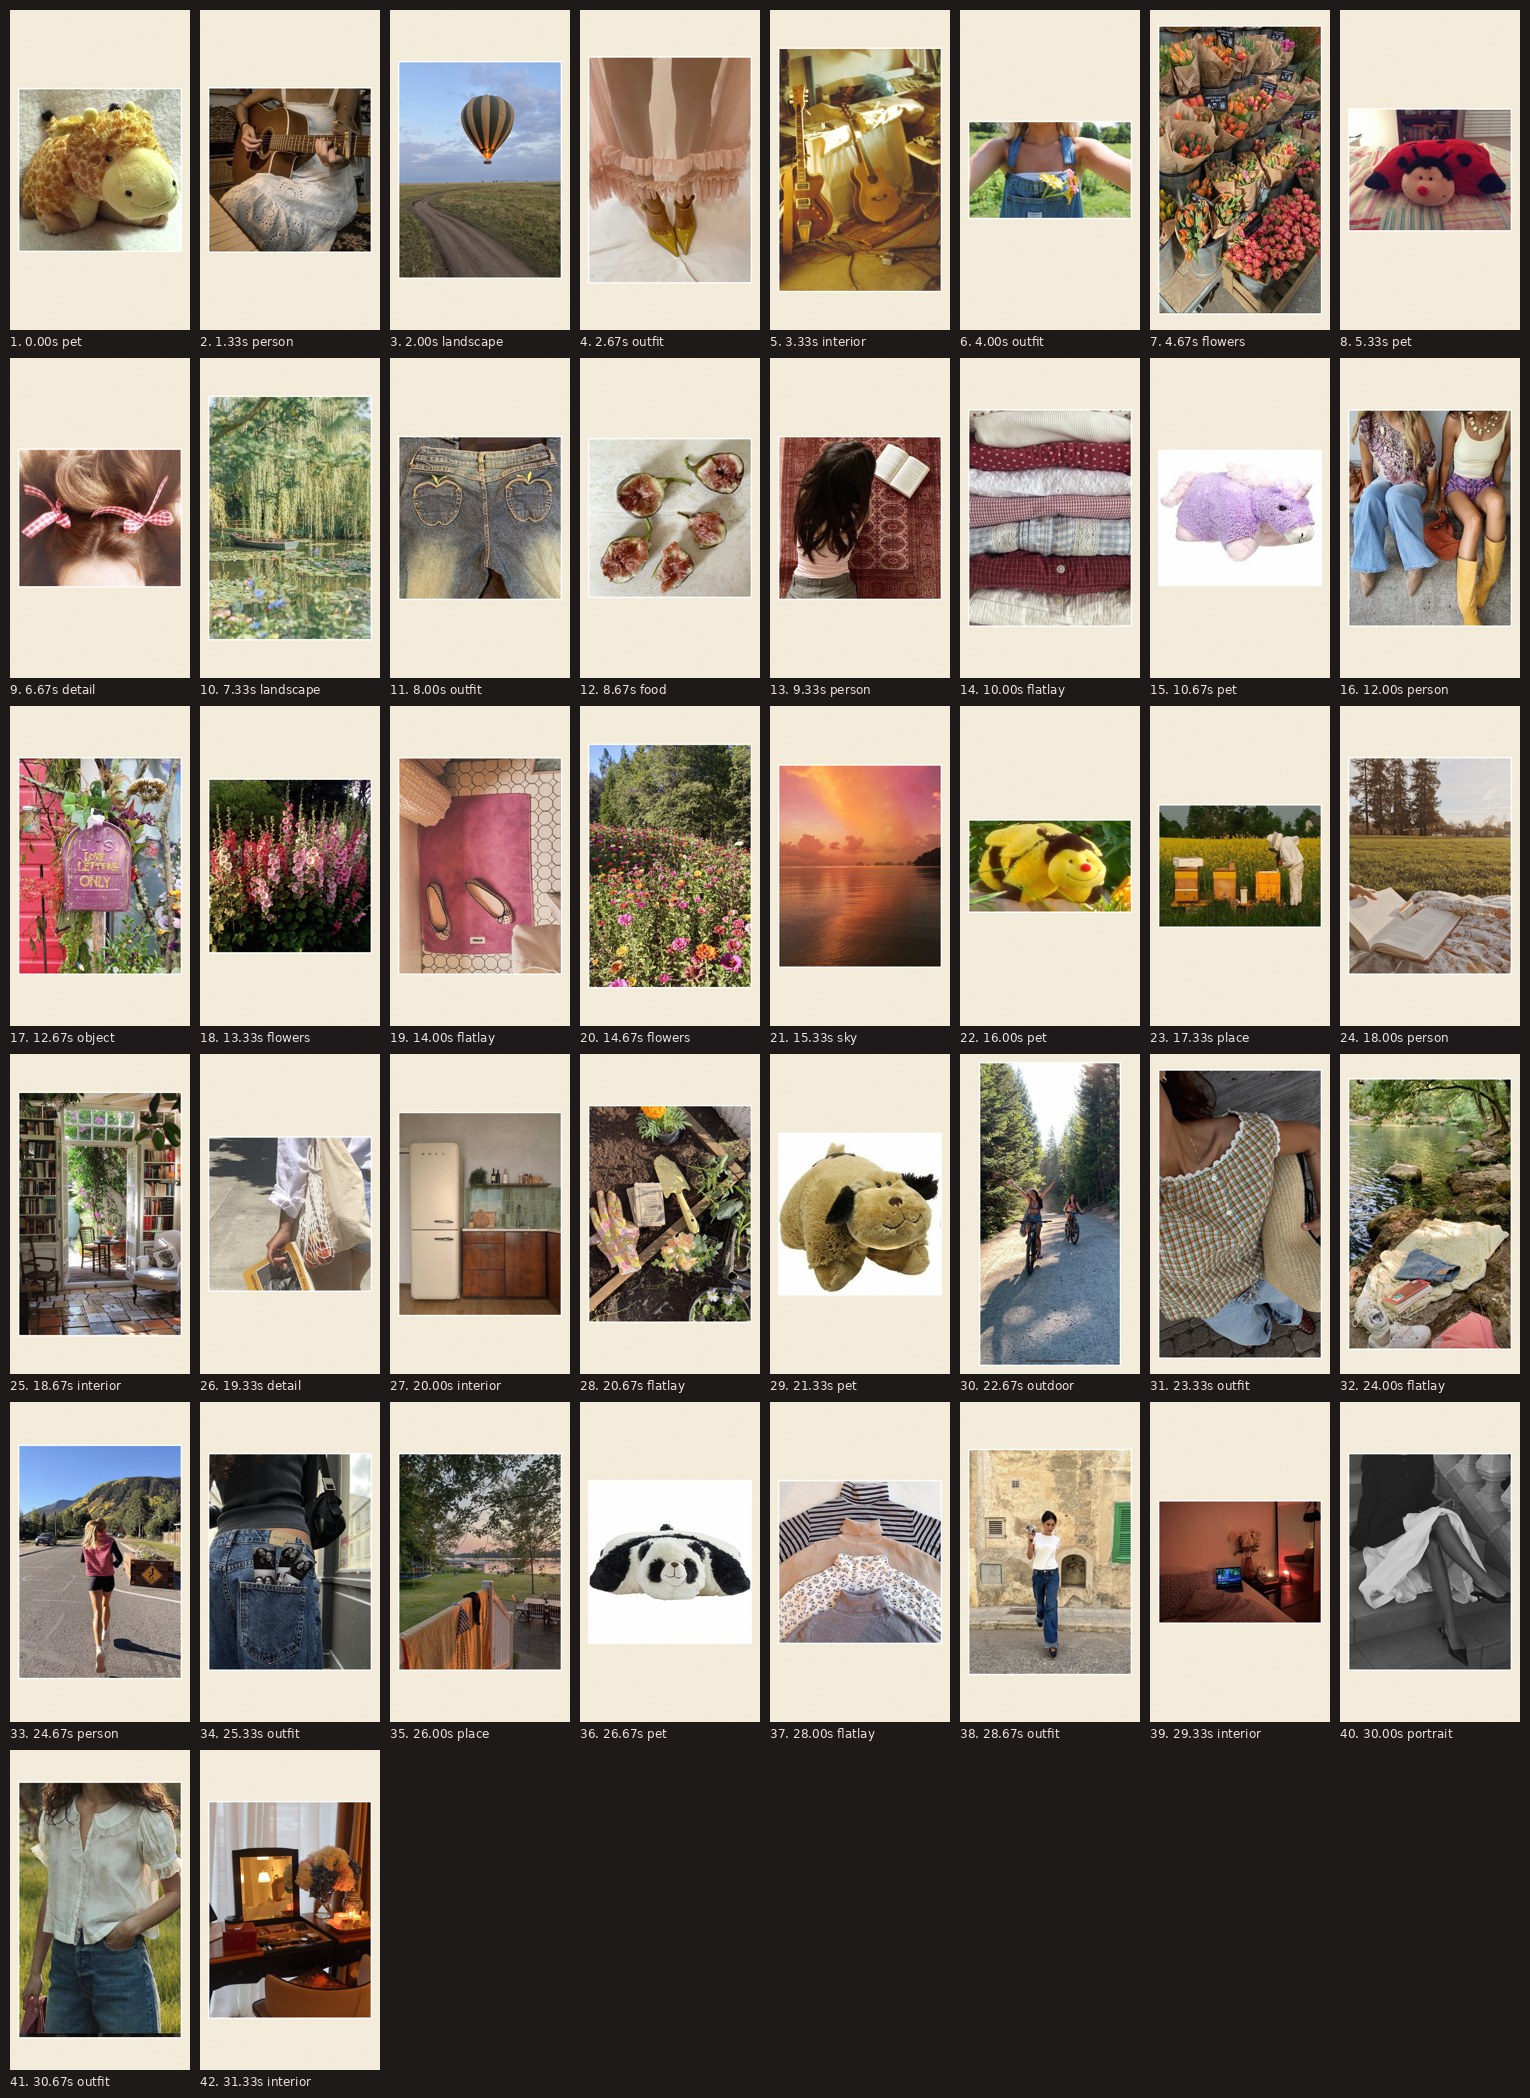 1. 0.00s pet
2. 1.33s person
3. 2.00s landscape
4. 2.67s outfit
5. 3.33s interior
6. 4.00s outfit
7. 4.67s flowers
8. 5.33s pet
9. 6.67s detail
10. 7.33s landscape
11. 8.00s outfit
12. 8.67s food
13. 9.33s person
14. 10.00s flatlay
15. 10.67s pet
16. 12.00s person
U S
LOVE
LETTERS
ONLY
17. 12.67s object
18. 13.33s flowers
19. 14.00s flatlay
20. 14.67s flowers
21. 15.33s sky
22. 16.00s pet
23. 17.33s place
24. 18.00s person
25. 18.67s interior
26. 19.33s detail
27. 20.00s interior
28. 20.67s flatlay
29. 21.33s pet
30. 22.67s outdoor
31. 23.33s outfit
32. 24.00s flatlay
33. 24.67s person
34. 25.33s outfit
35. 26.00s place
36. 26.67s pet
37. 28.00s flatlay
38. 28.67s outfit
39. 29.33s interior
40. 30.00s portrait
41. 30.67s outfit
42. 31.33s interior